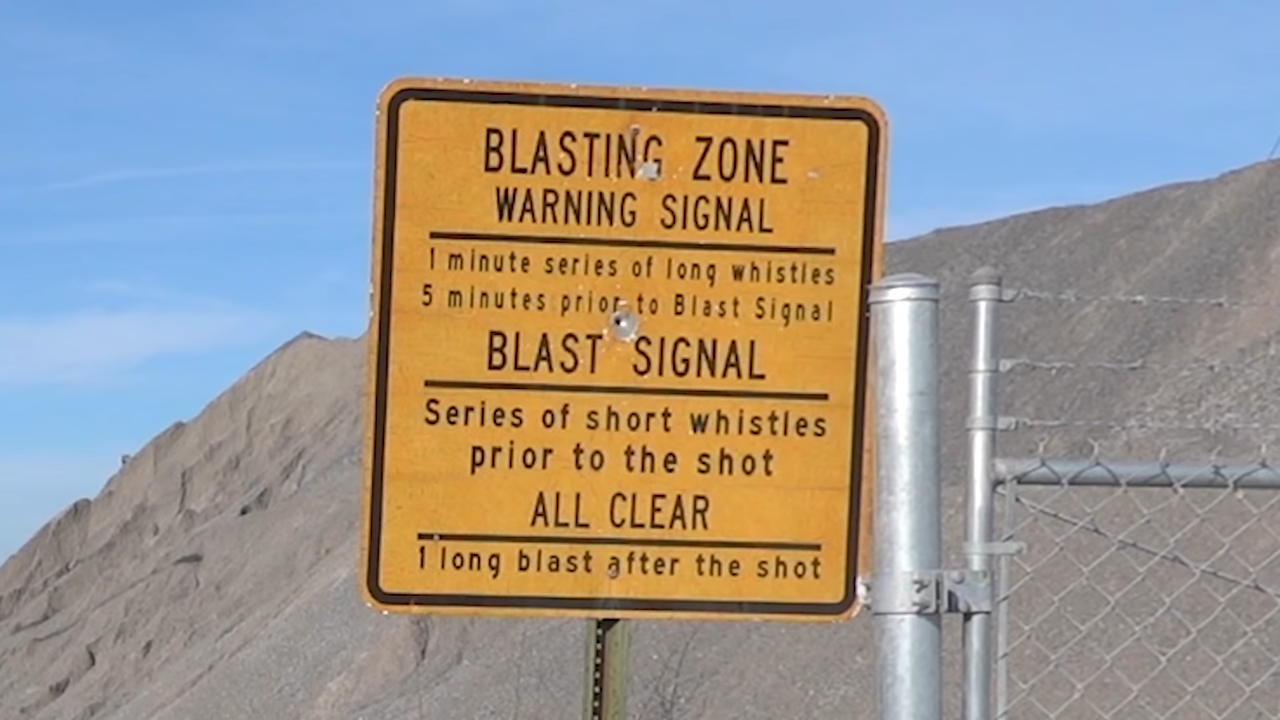 BLASTING ZONE
WARNING SIGNAL
1 minute series of long whistles
5 minutes prior to Blast Signal
BLAST SIGNAL
Series of short whistles
prior to the shot
ALL CLEAR
1 long blast after the shot